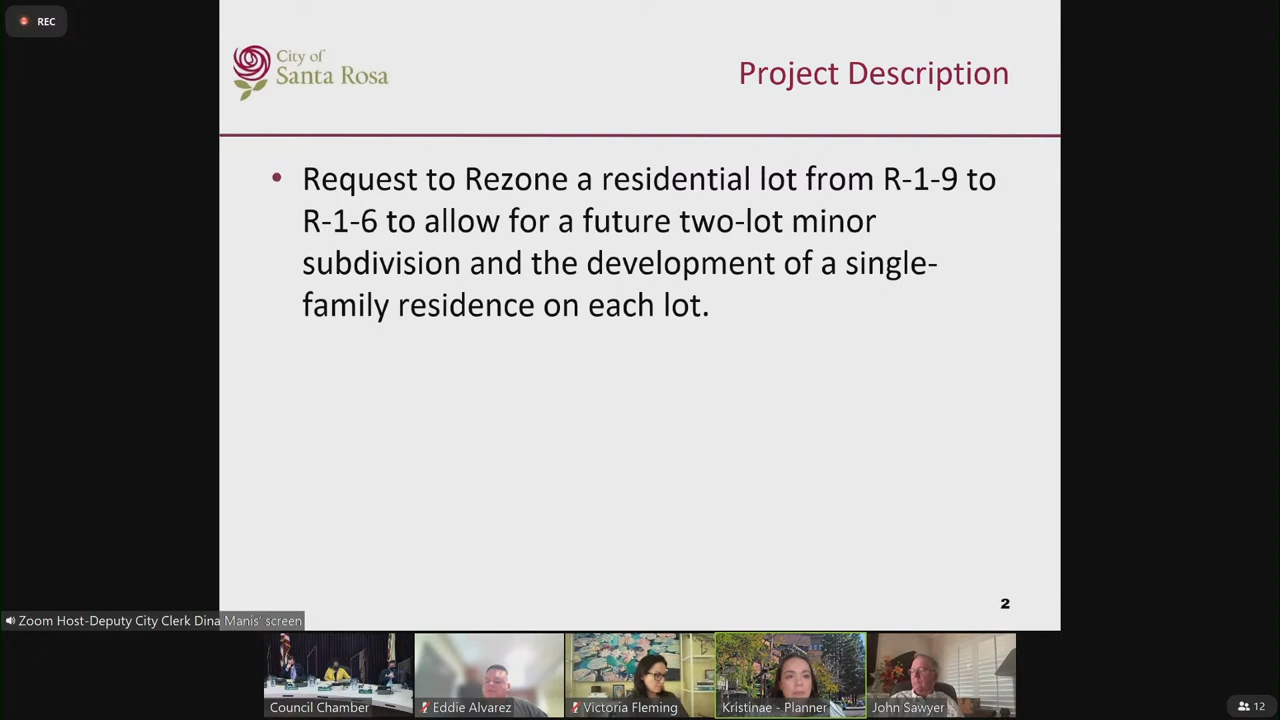 REC
City of
Santa Rosa
Project Description
• Request to Rezone a residential lot from R-1-9 to
R-1-6 to allow for a future two-lot minor
subdivision and the development of a single-
family residence on each lot.
2
Zoom Host-Deputy City Clerk Dina Manis' screen
Council Chamber
Eddie Alvarez
Victoria Fleming
Kristinae - Planner
John Sawyer
12